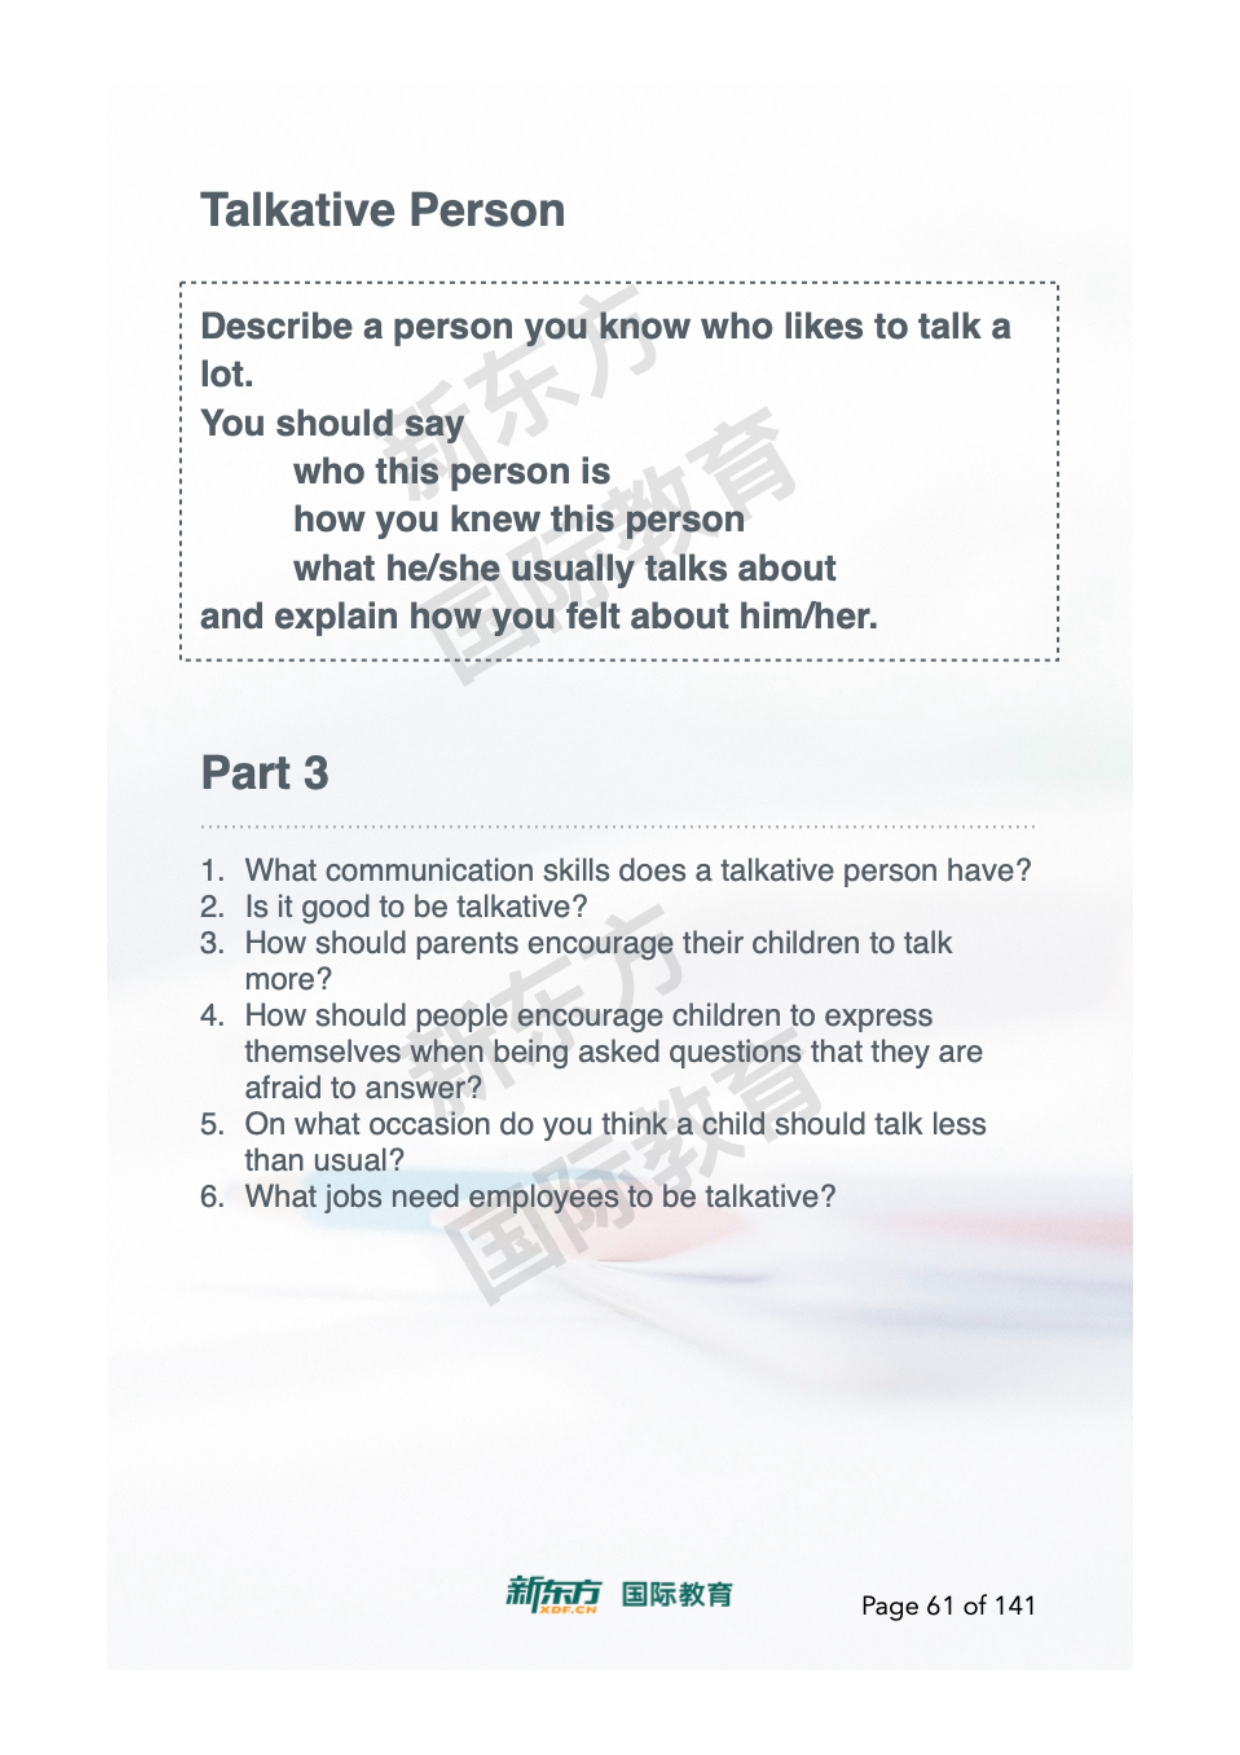 Talkative Person
Describe a person you know who likes to talk a
lot.
You should say
who this person is
how you knew this person
what he/she usually talks about
and explain how you felt about him/her.
新东方
国际教育
Part 3
1. What communication skills does a talkative person have?
2. Is it good to be talkative?
3. How should parents encourage their children to talk
more?
4. How should people encourage children to express
themselves when being asked questions that they are
afraid to answer?
5. On what occasion do you think a child should talk less
than usual?
6. What jobs need employees to be talkative?
新东方
国际教育
新东方 国际教育
XDF.CN
Page 61 of 141